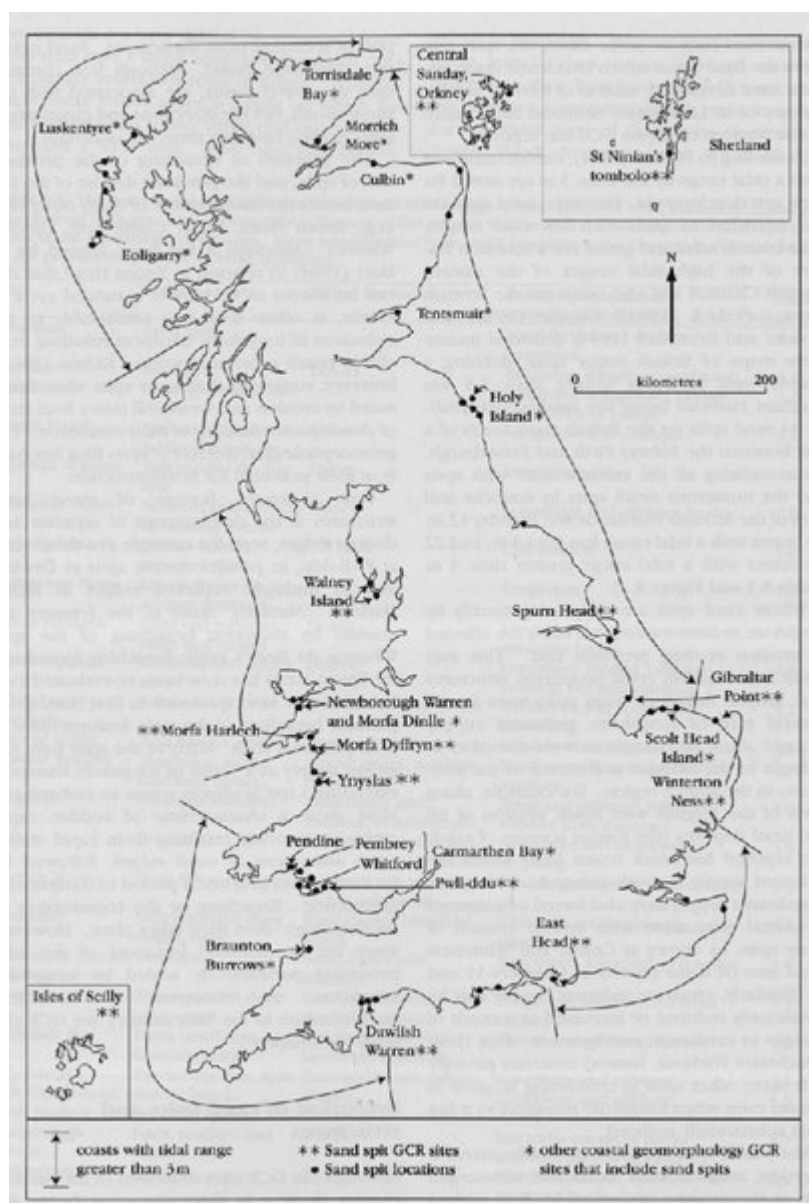 Central
Sanday,
Orkney
**
Torrisdale
Bay*
Luskentyre*
Morrich
More*
Culbin*
St Ninian's
tombolo**
Shetland
Eoligarry*
N
Tentsmuir*
0 200
kilometres
Holy
Island*
Walney
Island
**
Spurn Head**
Gibraltar
Point**
Newborough Warren
and Morfa Dinlle *
**Morfa Harlech
Morfa Dyffryn**
Scolt Head
Island*
Ynyslas **
Winterton
Ness**
Pendine
Pembrey
Whitford
Carmarthen Bay*
Pwll-ddu**
Braunton
Burrows*
East
Head**
Isles of Scilly
**
Dawlish
Warren**
coasts with tidal range
greater than 3m
** Sand spit GCR sites
• Sand spit locations
* other coastal geomorphology GCR
sites that include sand spits